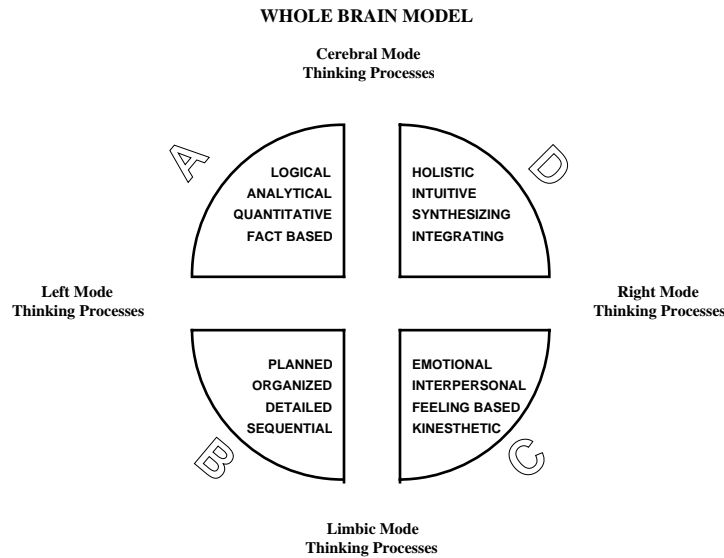 WHOLE BRAIN MODEL
Cerebral Mode
Thinking Processes
A
LOGICAL
ANALYTICAL
QUANTITATIVE
FACT BASED
D
HOLISTIC
INTUITIVE
SYNTHESIZING
INTEGRATING
Left Mode
Thinking Processes
Right Mode
Thinking Processes
B
PLANNED
ORGANIZED
DETAILED
SEQUENTIAL
C
EMOTIONAL
INTERPERSONAL
FEELING BASED
KINESTHETIC
Limbic Mode
Thinking Processes